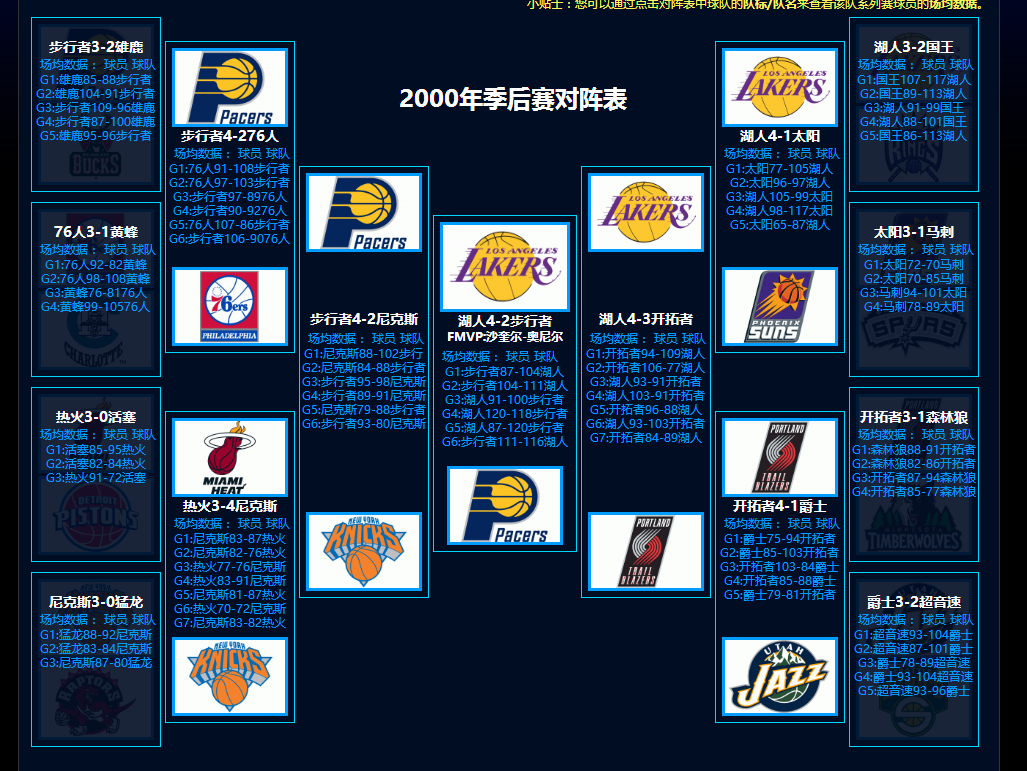 小贴士：您可以通过点击对阵表中球队的队标/队名来查看该队系列赛球员的场均数据。
2000年季后赛对阵表
步行者3-2雄鹿
场均数据： 球员 球队
G1:雄鹿85-88步行者
G2:雄鹿104-91步行者
G3:步行者109-96雄鹿
G4:步行者87-100雄鹿
G5:雄鹿95-96步行者
BUCKS
76人3-1黄蜂
场均数据： 球员 球队
G1:76人92-82黄蜂
G2:76人98-108黄蜂
G3:黄蜂76-8176人
G4:黄蜂99-10576人
CHARLOTTE
热火3-0活塞
场均数据： 球员 球队
G1:活塞85-95热火
G2:活塞82-84热火
G3:热火91-72活塞
DETROIT
PISTONS
尼克斯3-0猛龙
场均数据： 球员 球队
G1:猛龙88-92尼克斯
G2:猛龙83-84尼克斯
G3:尼克斯87-80猛龙
RAPTORS
Pacers
步行者4-276人
场均数据： 球员 球队
G1:76人91-108步行者
G2:76人97-103步行者
G3:步行者97-8976人
G4:步行者90-9276人
G5:76人107-86步行者
G6:步行者106-9076人
76ers
PHILADELPHIA
MIAMI
HEAT
热火3-4尼克斯
场均数据： 球员 球队
G1:尼克斯83-87热火
G2:尼克斯82-76热火
G3:热火77-76尼克斯
G4:热火83-91尼克斯
G5:尼克斯81-87热火
G6:热火70-72尼克斯
G7:尼克斯83-82热火
NEW YORK
KNICKS
Pacers
步行者4-2尼克斯
场均数据： 球员 球队
G1:尼克斯88-102步行
G2:尼克斯84-88步行者
G3:步行者95-98尼克斯
G4:步行者89-91尼克斯
G5:尼克斯79-88步行者
G6:步行者93-80尼克斯
NEW YORK
KNICKS
LOS ANGELES
LAKERS
湖人4-2步行者
FMVP:沙奎尔-奥尼尔
场均数据： 球员 球队
G1:步行者87-104湖人
G2:步行者104-111湖人
G3:湖人91-100步行者
G4:湖人120-118步行者
G5:湖人87-120步行者
G6:步行者111-116湖人
Pacers
LOS ANGELES
LAKERS
湖人4-3开拓者
场均数据： 球员 球队
G1:开拓者94-109湖人
G2:开拓者106-77湖人
G3:湖人93-91开拓者
G4:湖人103-91开拓者
G5:开拓者96-88湖人
G6:湖人93-103开拓者
G7:开拓者84-89湖人
PORTLAND
TRAIL
BLAZERS
LOS ANGELES
LAKERS
湖人4-1太阳
场均数据： 球员 球队
G1:太阳77-105湖人
G2:太阳96-97湖人
G3:湖人105-99太阳
G4:湖人98-117太阳
G5:太阳65-87湖人
PHOENIX
SUNS
PORTLAND
TRAIL
BLAZERS
开拓者4-1爵士
场均数据： 球员 球队
G1:爵士75-94开拓者
G2:爵士85-103开拓者
G3:开拓者103-84爵士
G4:开拓者85-88爵士
G5:爵士79-81开拓者
UTAH
JAZZ
湖人3-2国王
场均数据： 球员 球队
G1:国王107-117湖人
G2:国王89-113湖人
G3:湖人91-99国王
G4:湖人88-101国王
G5:国王86-113湖人
KINGS
太阳3-1马刺
场均数据： 球员 球队
G1:太阳72-70马刺
G2:太阳70-85马刺
G3:马刺94-101太阳
G4:马刺78-89太阳
SPURS
开拓者3-1森林狼
场均数据： 球员 球队
G1:森林狼88-91开拓者
G2:森林狼82-86开拓者
G3:开拓者87-94森林狼
G4:开拓者85-77森林狼
TIMBERWOLVES
爵士3-2超音速
场均数据： 球员 球队
G1:超音速93-104爵士
G2:超音速87-101爵士
G3:爵士78-89超音速
G4:爵士93-104超音速
G5:超音速93-96爵士